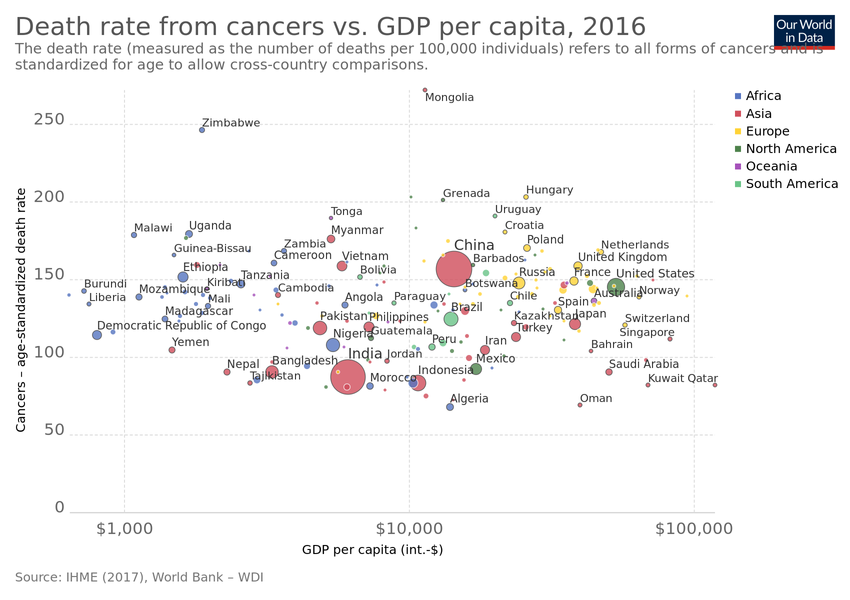 Death rate from cancers vs. GDP per capita, 2016
Our World
in Data
The death rate (measured as the number of deaths per 100,000 individuals) refers to all forms of cancers and is
standardized for age to allow cross-country comparisons.
Africa
Asia
Europe
North America
Oceania
South America
Cancers – age-standardized death rate
250
200
150
100
50
0
Mongolia
Zimbabwe
Grenada
Hungary
Tonga
Uruguay
Malawi
Uganda
Myanmar
Croatia
Guinea-Bissau
Zambia
China
Poland
Netherlands
Cameroon
Vietnam
Barbados
United Kingdom
Ethiopia
Tanzania
Bolivia
Russia
France
United States
Burundi
Mozambique
Kiribati
Cambodia
Botswana
Liberia
Mali
Angola
Paraguay
Chile
Spain
Australia
Norway
Madagascar
Pakistan
Philippines
Brazil
Kazakhstan
Japan
Switzerland
Democratic Republic of Congo
Nigeria
Guatemala
Peru
Turkey
Singapore
Yemen
India
Jordan
Iran
Bahrain
Nepal
Bangladesh
Mexico
Saudi Arabia
Tajikistan
Morocco
Indonesia
Kuwait
Qatar
Algeria
Oman
$1,000
$10,000
$100,000
GDP per capita (int.-$)
Source: IHME (2017), World Bank – WDI